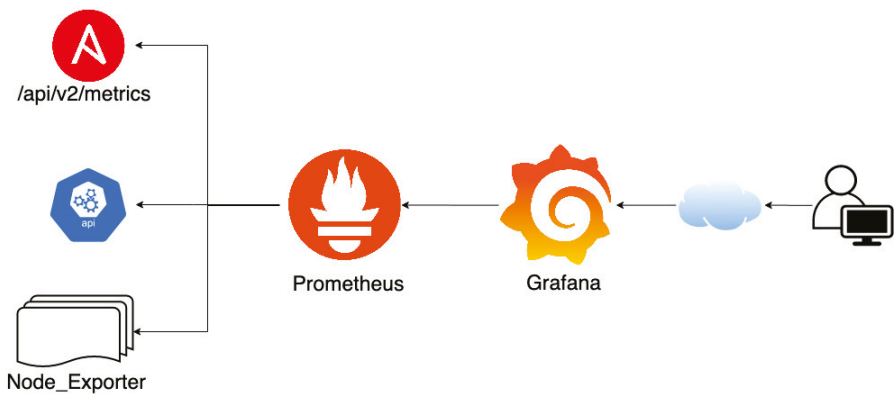 /api/v2/metrics
api
Prometheus
Grafana
Node_Exporter